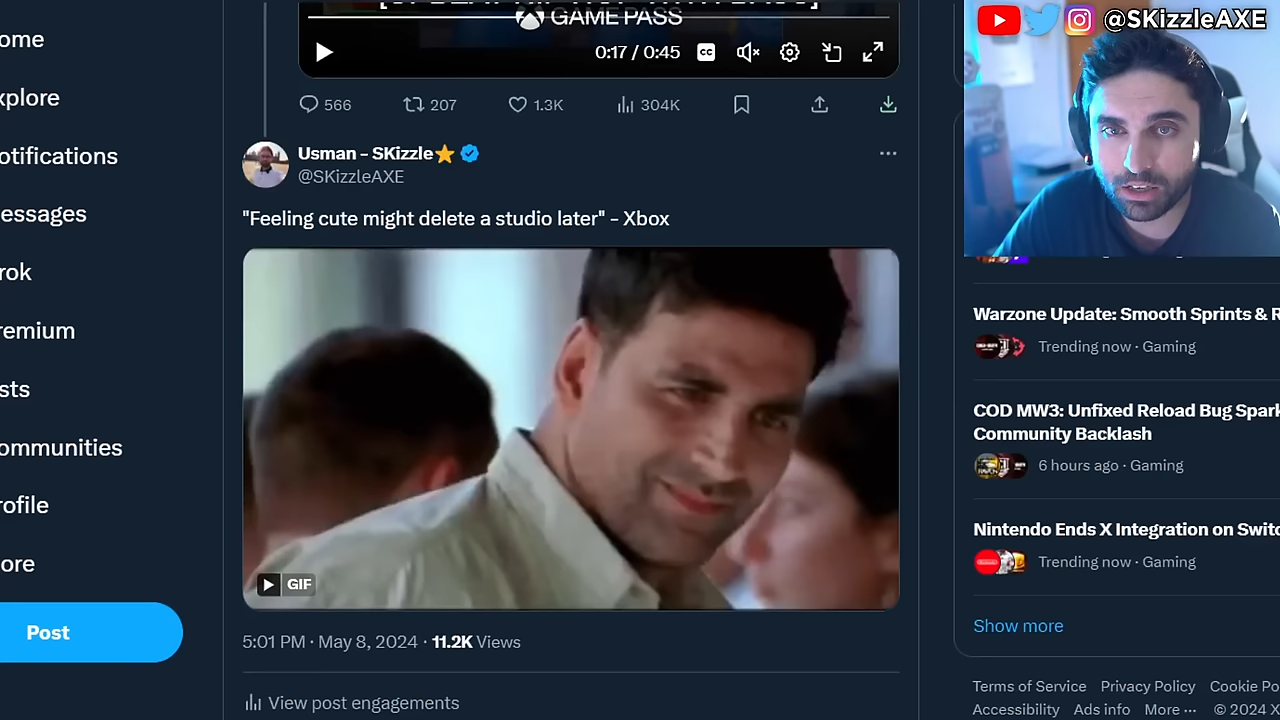 ome
xplore
otifications
essages
rok
remium
sts
ommunities
rofile
ore
Post
GAME PASS
0:17 / 0:45
CC
566
207
1.3K
304K
Usman - SKizzle
@SKizzleAXE
"Feeling cute might delete a studio later" - Xbox
GIF
5:01 PM · May 8, 2024 · 11.2K Views
View post engagements
@SKizzleAXE
Warzone Update: Smooth Sprints & R
Trending now · Gaming
COD MW3: Unfixed Reload Bug Spark
Community Backlash
6 hours ago · Gaming
Nintendo Ends X Integration on Switc
Trending now · Gaming
Show more
Terms of Service Privacy Policy Cookie Po
Accessibility Ads info More ··· © 2024 X